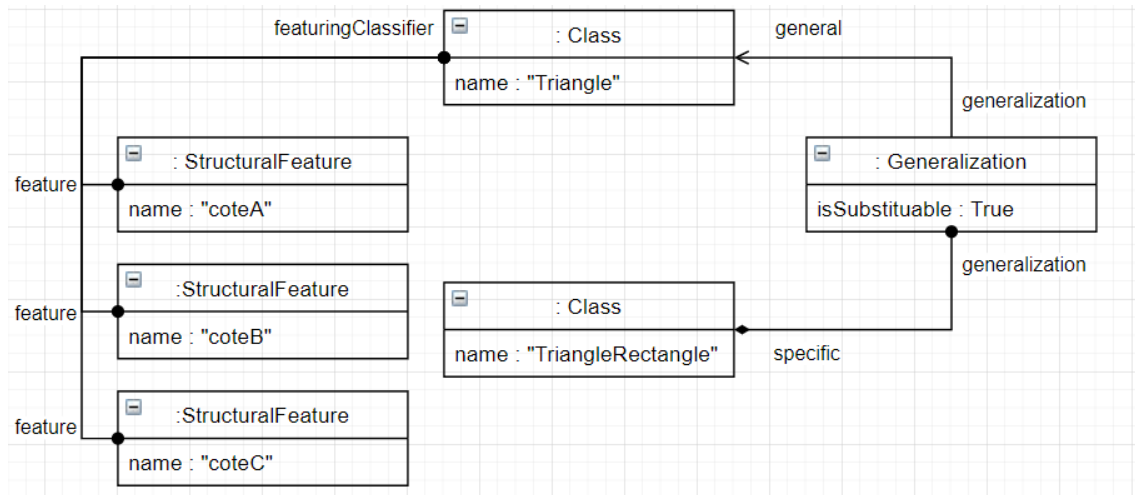 featuringClassifier
: Class
general
name : "Triangle"
generalization
: StructuralFeature
: Generalization
feature
name : "coteA"
isSubstituable : True
generalization
:StructuralFeature
: Class
feature
name : "coteB"
name : "TriangleRectangle"
specific
:StructuralFeature
feature
name : "coteC"